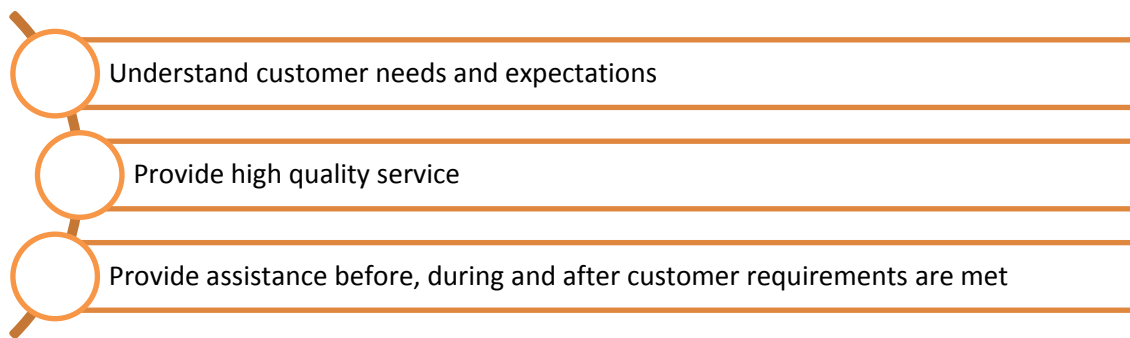 Understand customer needs and expectations
Provide high quality service
Provide assistance before, during and after customer requirements are met